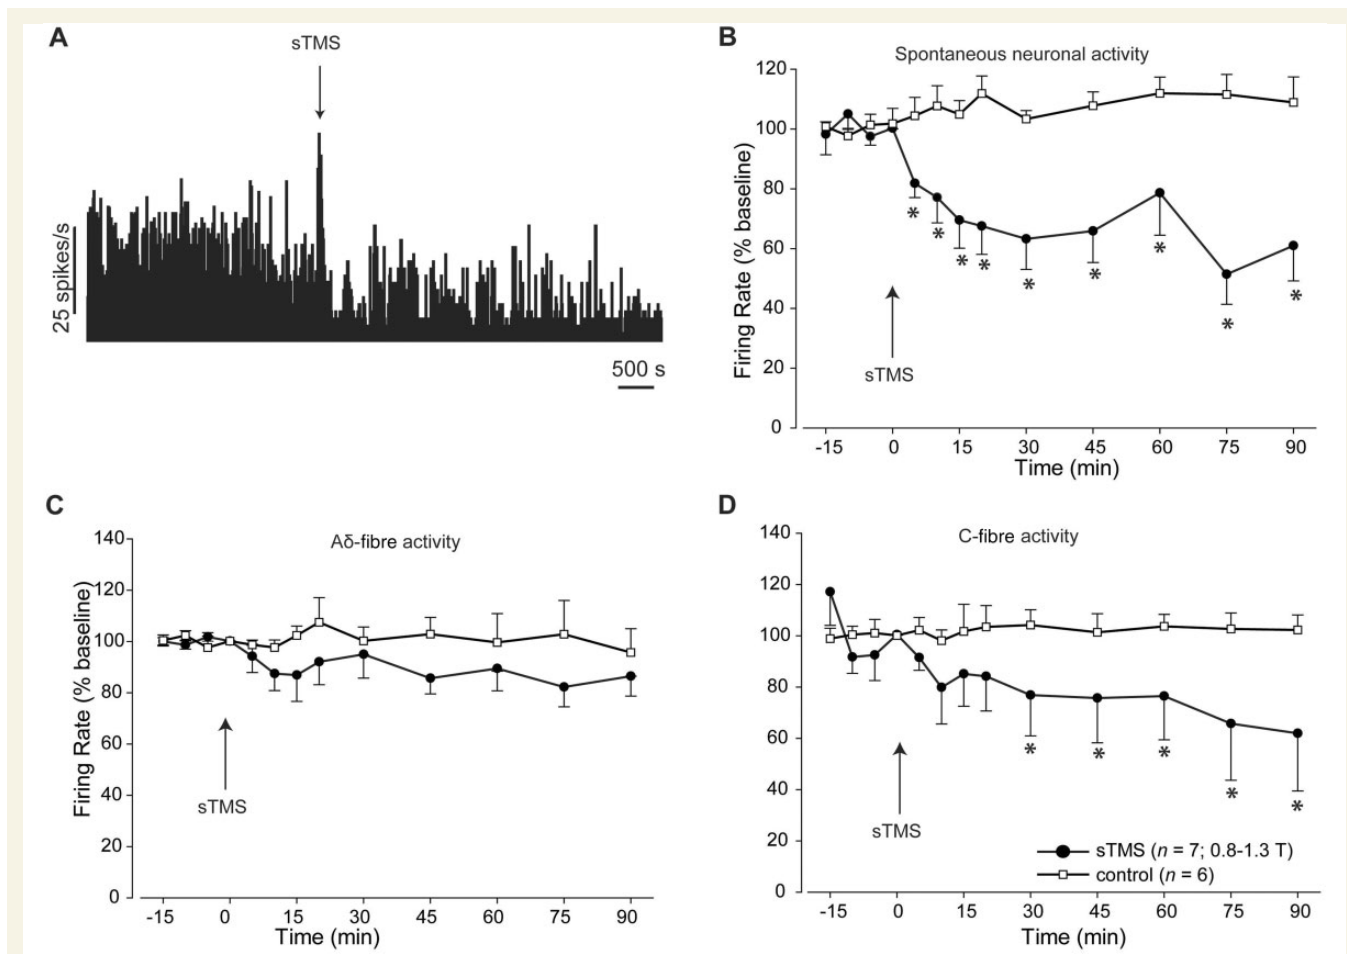 A
sTMS
25 spikes/s
500 s
B
Spontaneous neuronal activity
120
100
80
60
40
20
0
Firing Rate (% baseline)
*
*
*
*
*
*
*
*
*
sTMS
-15 0 15 30 45 60 75 90
Time (min)
C
Aδ-fibre activity
140
120
100
80
60
40
20
0
Firing Rate (% baseline)
sTMS
-15 0 15 30 45 60 75 90
Time (min)
D
C-fibre activity
140
120
100
80
60
40
20
0
*
*
*
*
*
sTMS
sTMS (n = 7; 0.8-1.3 T)
control (n = 6)
-15 0 15 30 45 60 75 90
Time (min)